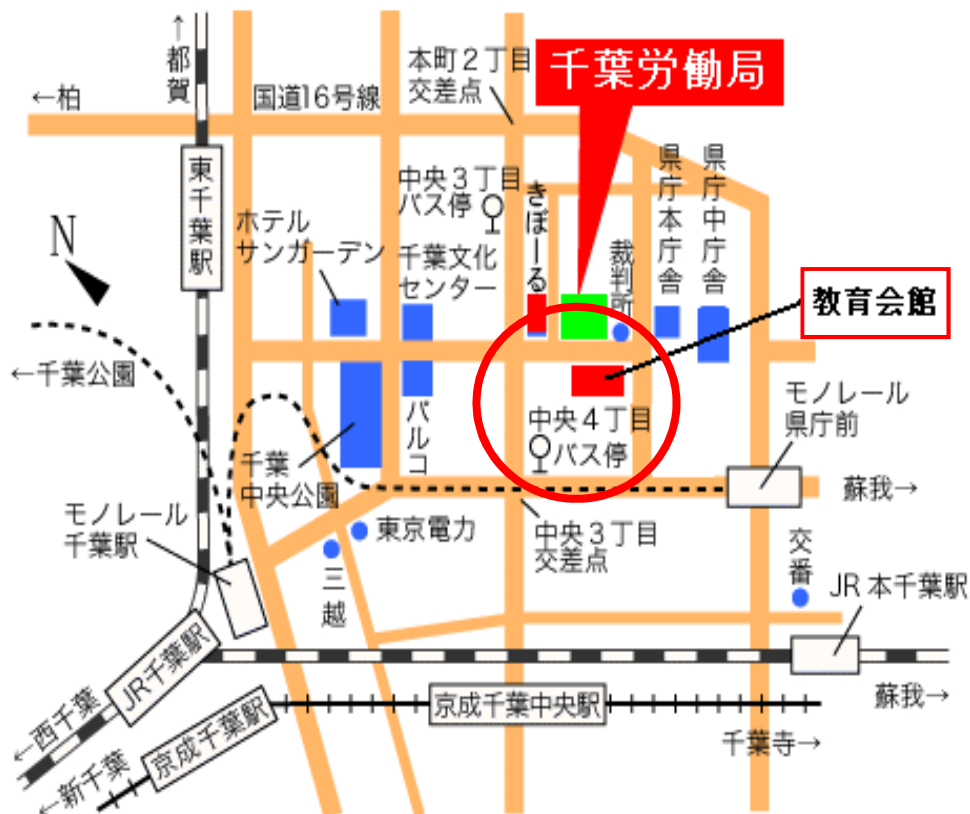 ↑都賀
本町２丁目
交差点
千葉労働局
←柏
国道16号線
東千葉駅
中央３丁目
バス停
きぼーる
県庁本庁舎
県庁中庁舎
N
ホテル
サンガーデン
千葉文化
センター
裁判所
教育会館
←千葉公園
パルコ
中央４丁目
バス停
モノレール
県庁前
千葉
中央公園
蘇我→
モノレール
千葉駅
東京電力
三越
中央３丁目
交差点
交番
JR 本千葉駅
JR千葉駅
←西千葉
京成千葉駅
京成千葉中央駅
蘇我→
千葉寺→
←新千葉